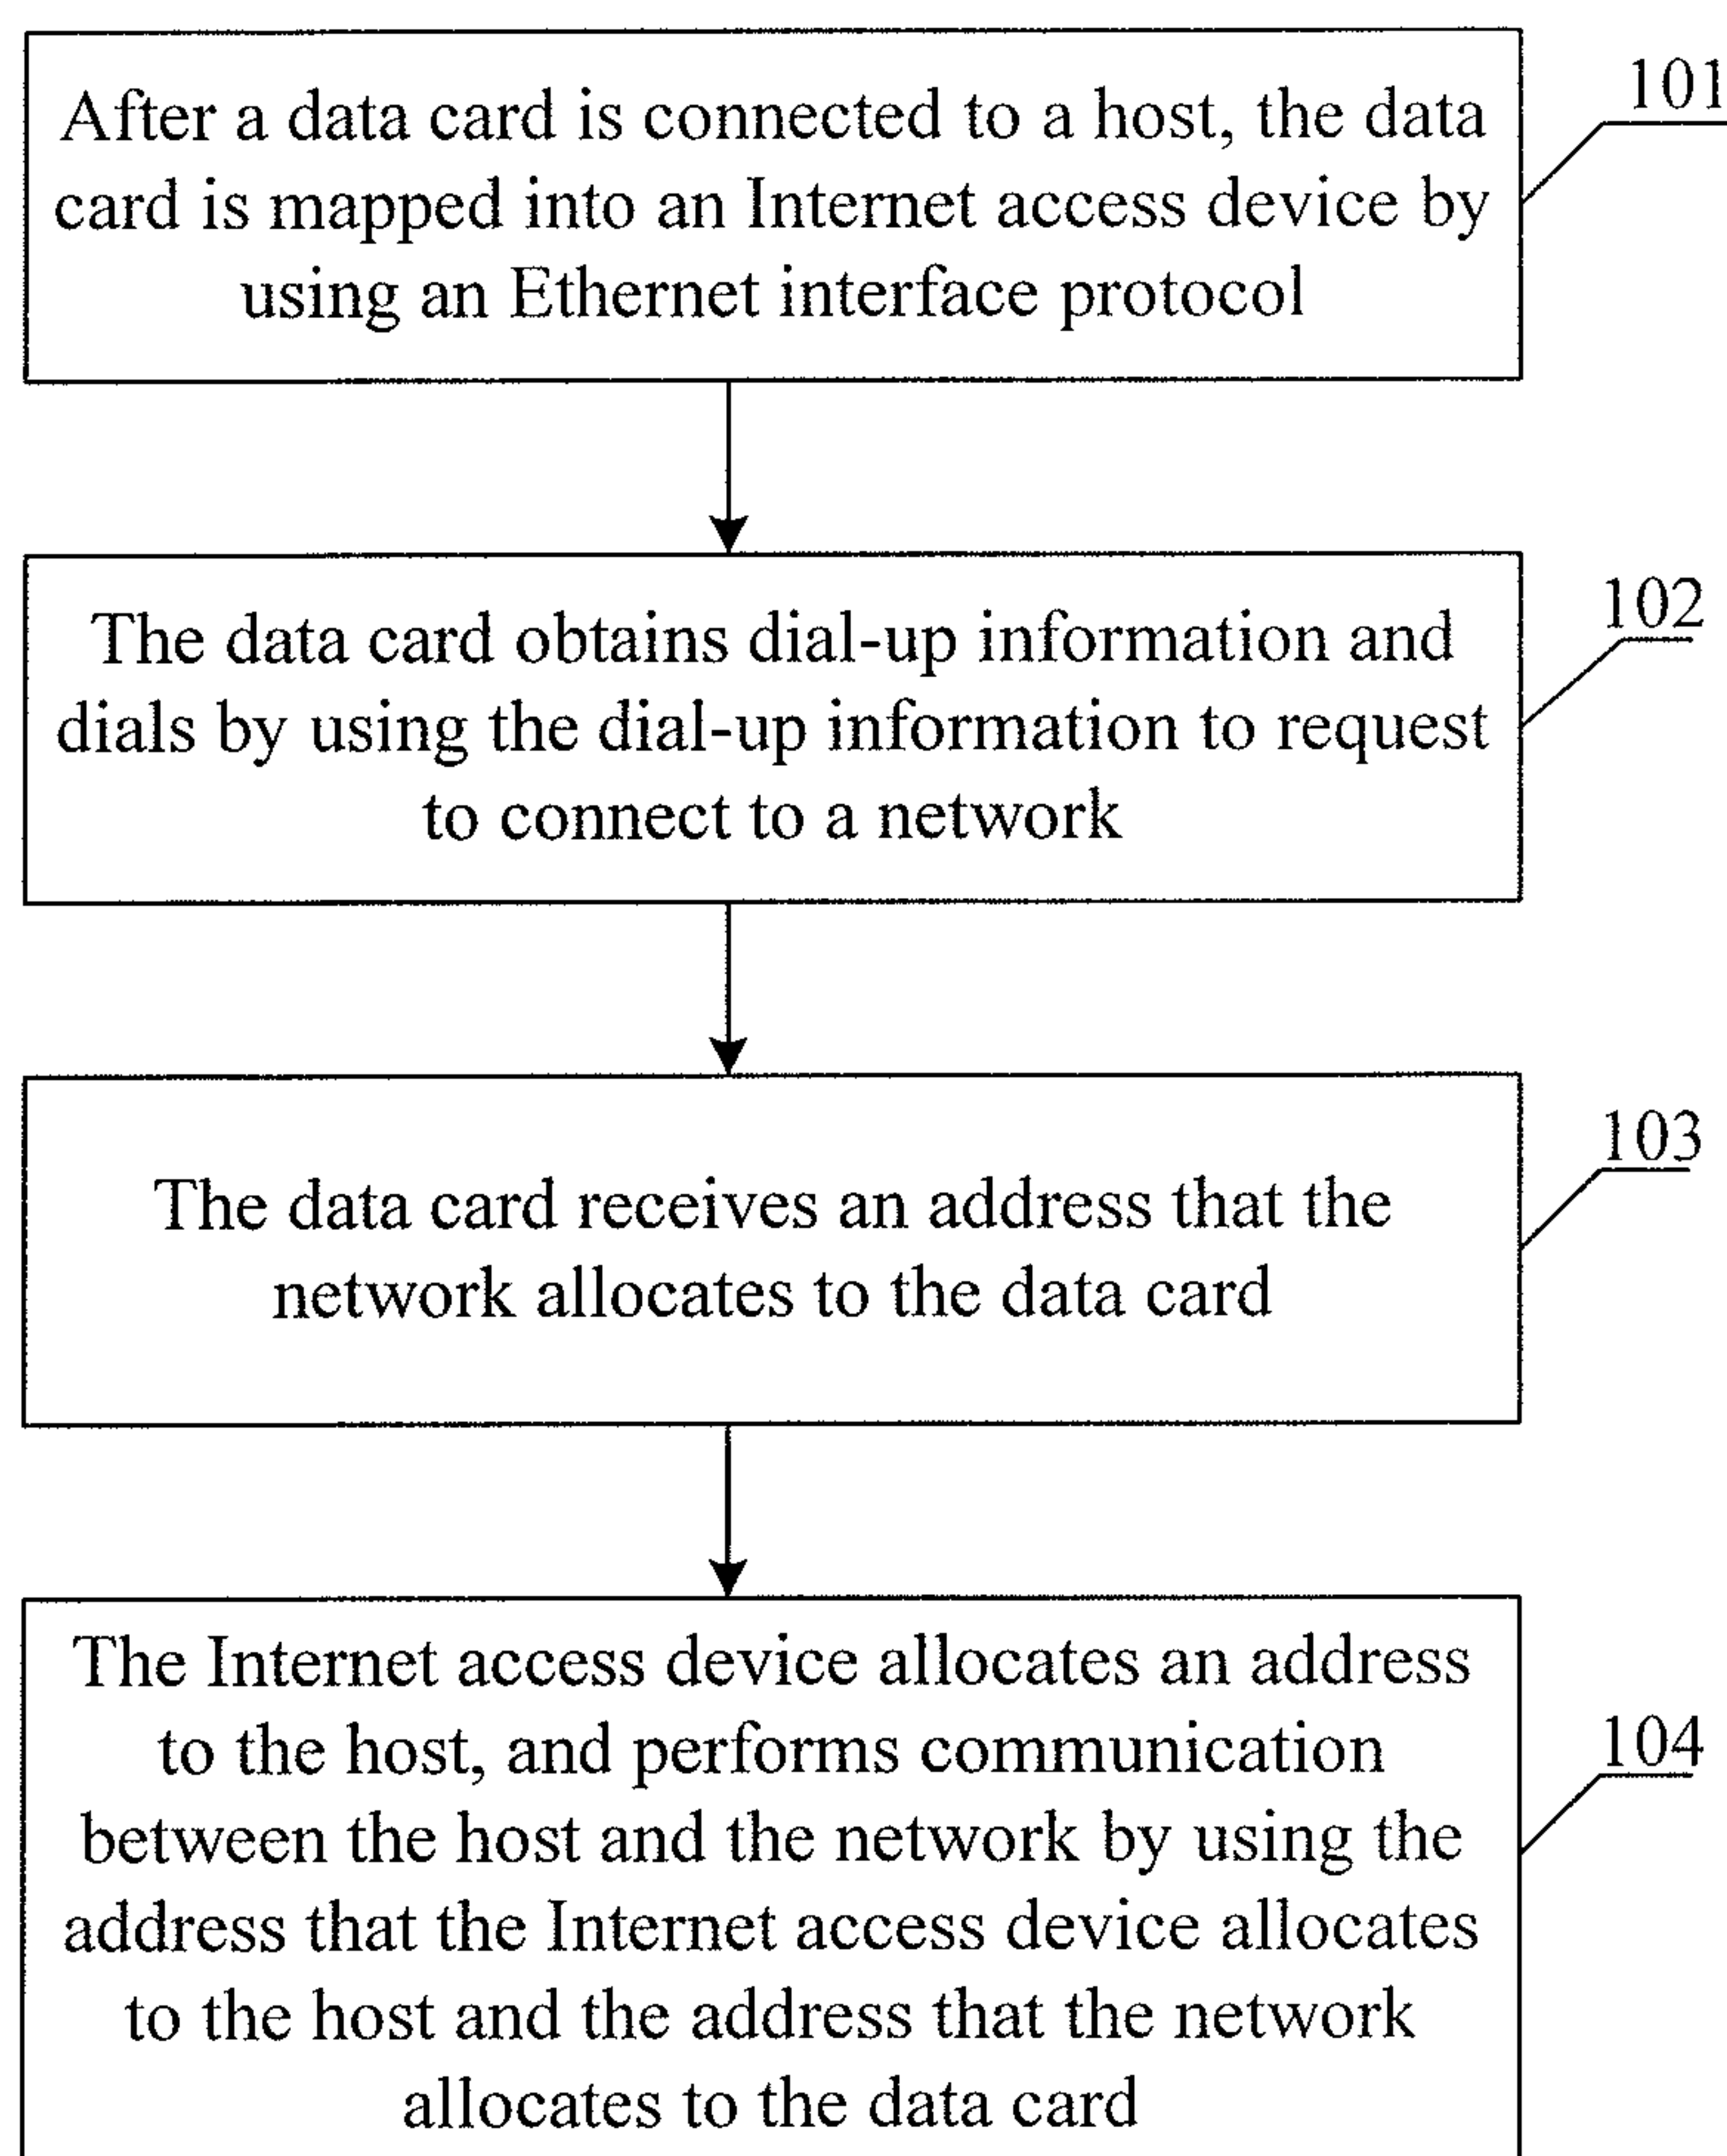 After a data card is connected to a host, the data
card is mapped into an Internet access device by
using an Ethernet interface protocol
101
The data card obtains dial-up information and
dials by using the dial-up information to request
to connect to a network
102
The data card receives an address that the
network allocates to the data card
103
The Internet access device allocates an address
to the host, and performs communication
between the host and the network by using the
address that the Internet access device allocates
to the host and the address that the network
allocates to the data card
104